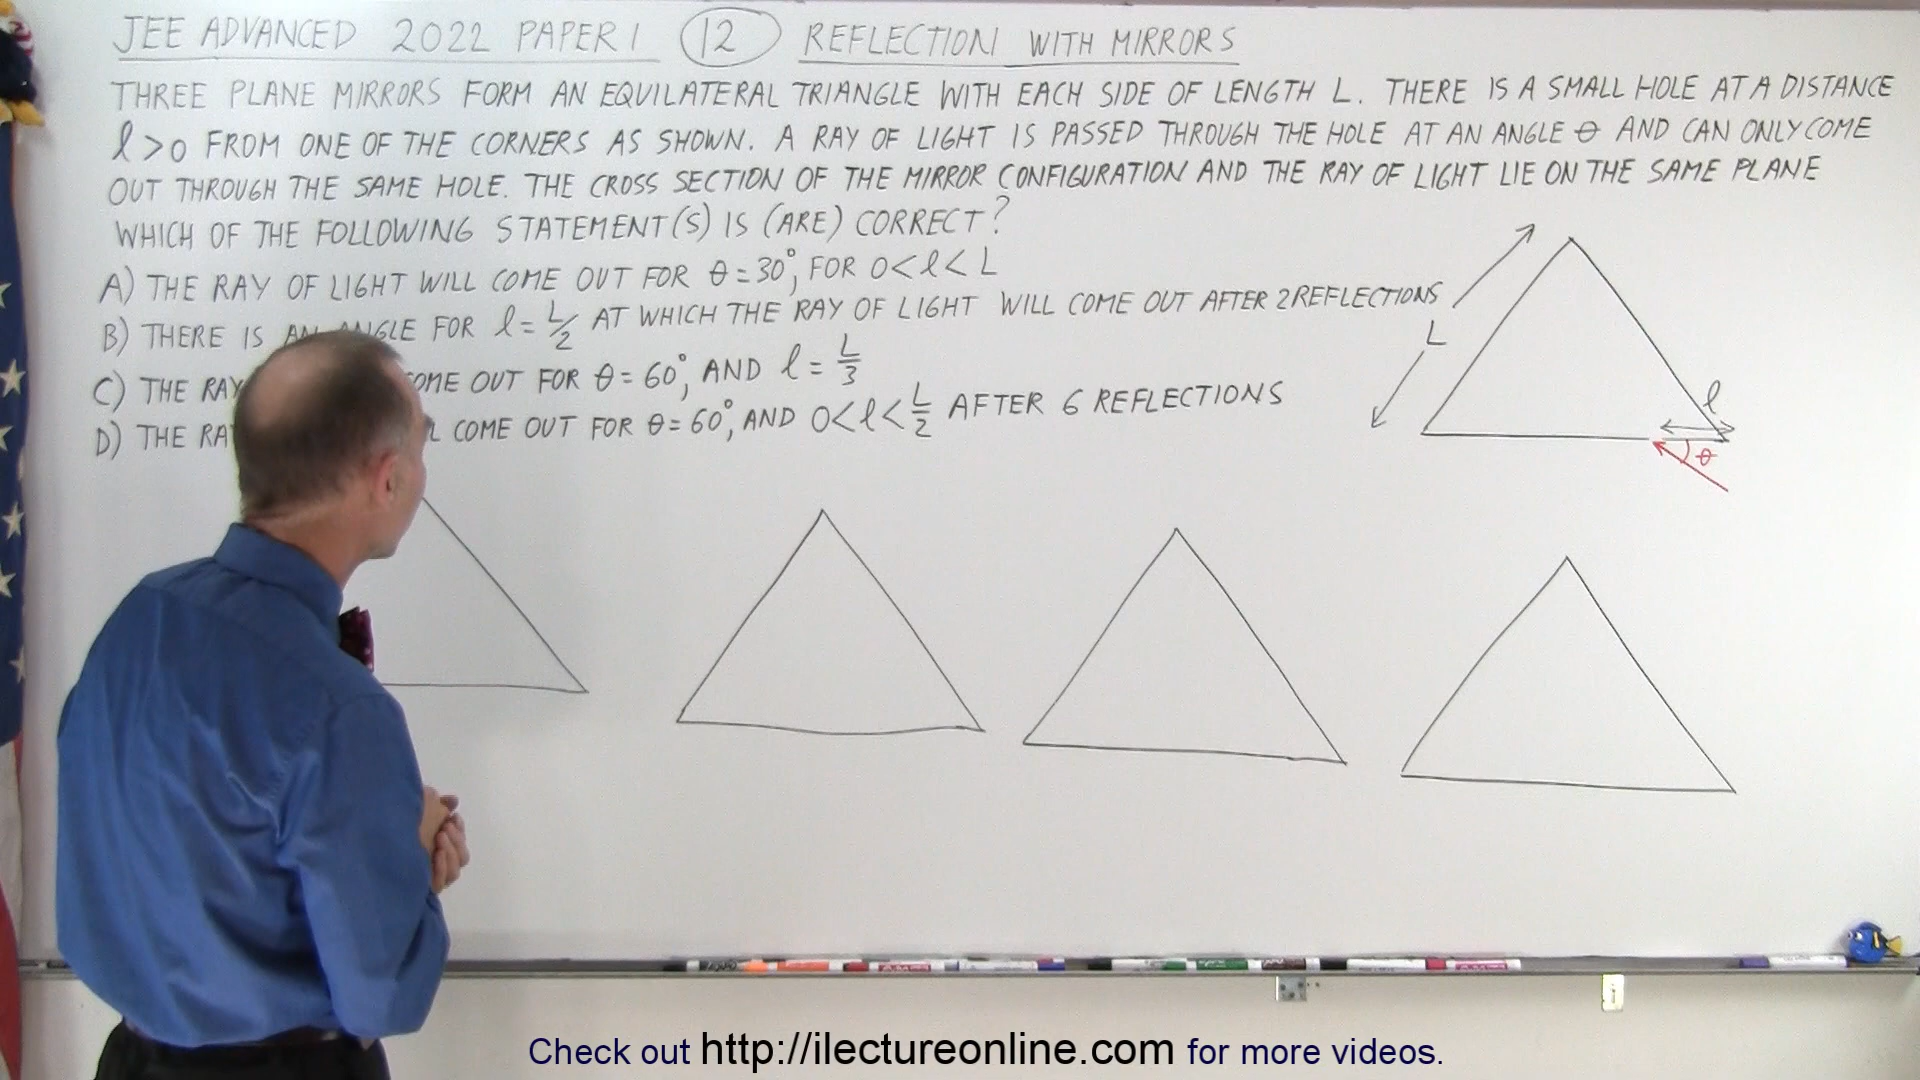 JEE ADVANCED 2022 PAPER 1 12 REFLECTION WITH MIRRORS
THREE PLANE MIRRORS FORM AN EQUILATERAL TRIANGLE WITH EACH SIDE OF LENGTH L. THERE IS A SMALL HOLE AT A DISTANCE
l > 0 FROM ONE OF THE CORNERS AS SHOWN. A RAY OF LIGHT IS PASSED THROUGH THE HOLE AT AN ANGLE θ AND CAN ONLY COME
OUT THROUGH THE SAME HOLE. THE CROSS SECTION OF THE MIRROR CONFIGURATION AND THE RAY OF LIGHT LIE ON THE SAME PLANE
WHICH OF THE FOLLOWING STATEMENT(S) IS (ARE) CORRECT?
A) THE RAY OF LIGHT WILL COME OUT FOR θ = 30°, FOR 0 < l < L
B) THERE IS AN ANGLE FOR l = L/2 AT WHICH THE RAY OF LIGHT WILL COME OUT AFTER 2 REFLECTIONS
C) THE RAY COME OUT FOR θ = 60°, AND l = L/3
D) THE RA L COME OUT FOR θ = 60°, AND 0 < l < L/2 AFTER 6 REFLECTIONS
L
l
θ
Check out http://ilectureonline.com for more videos.